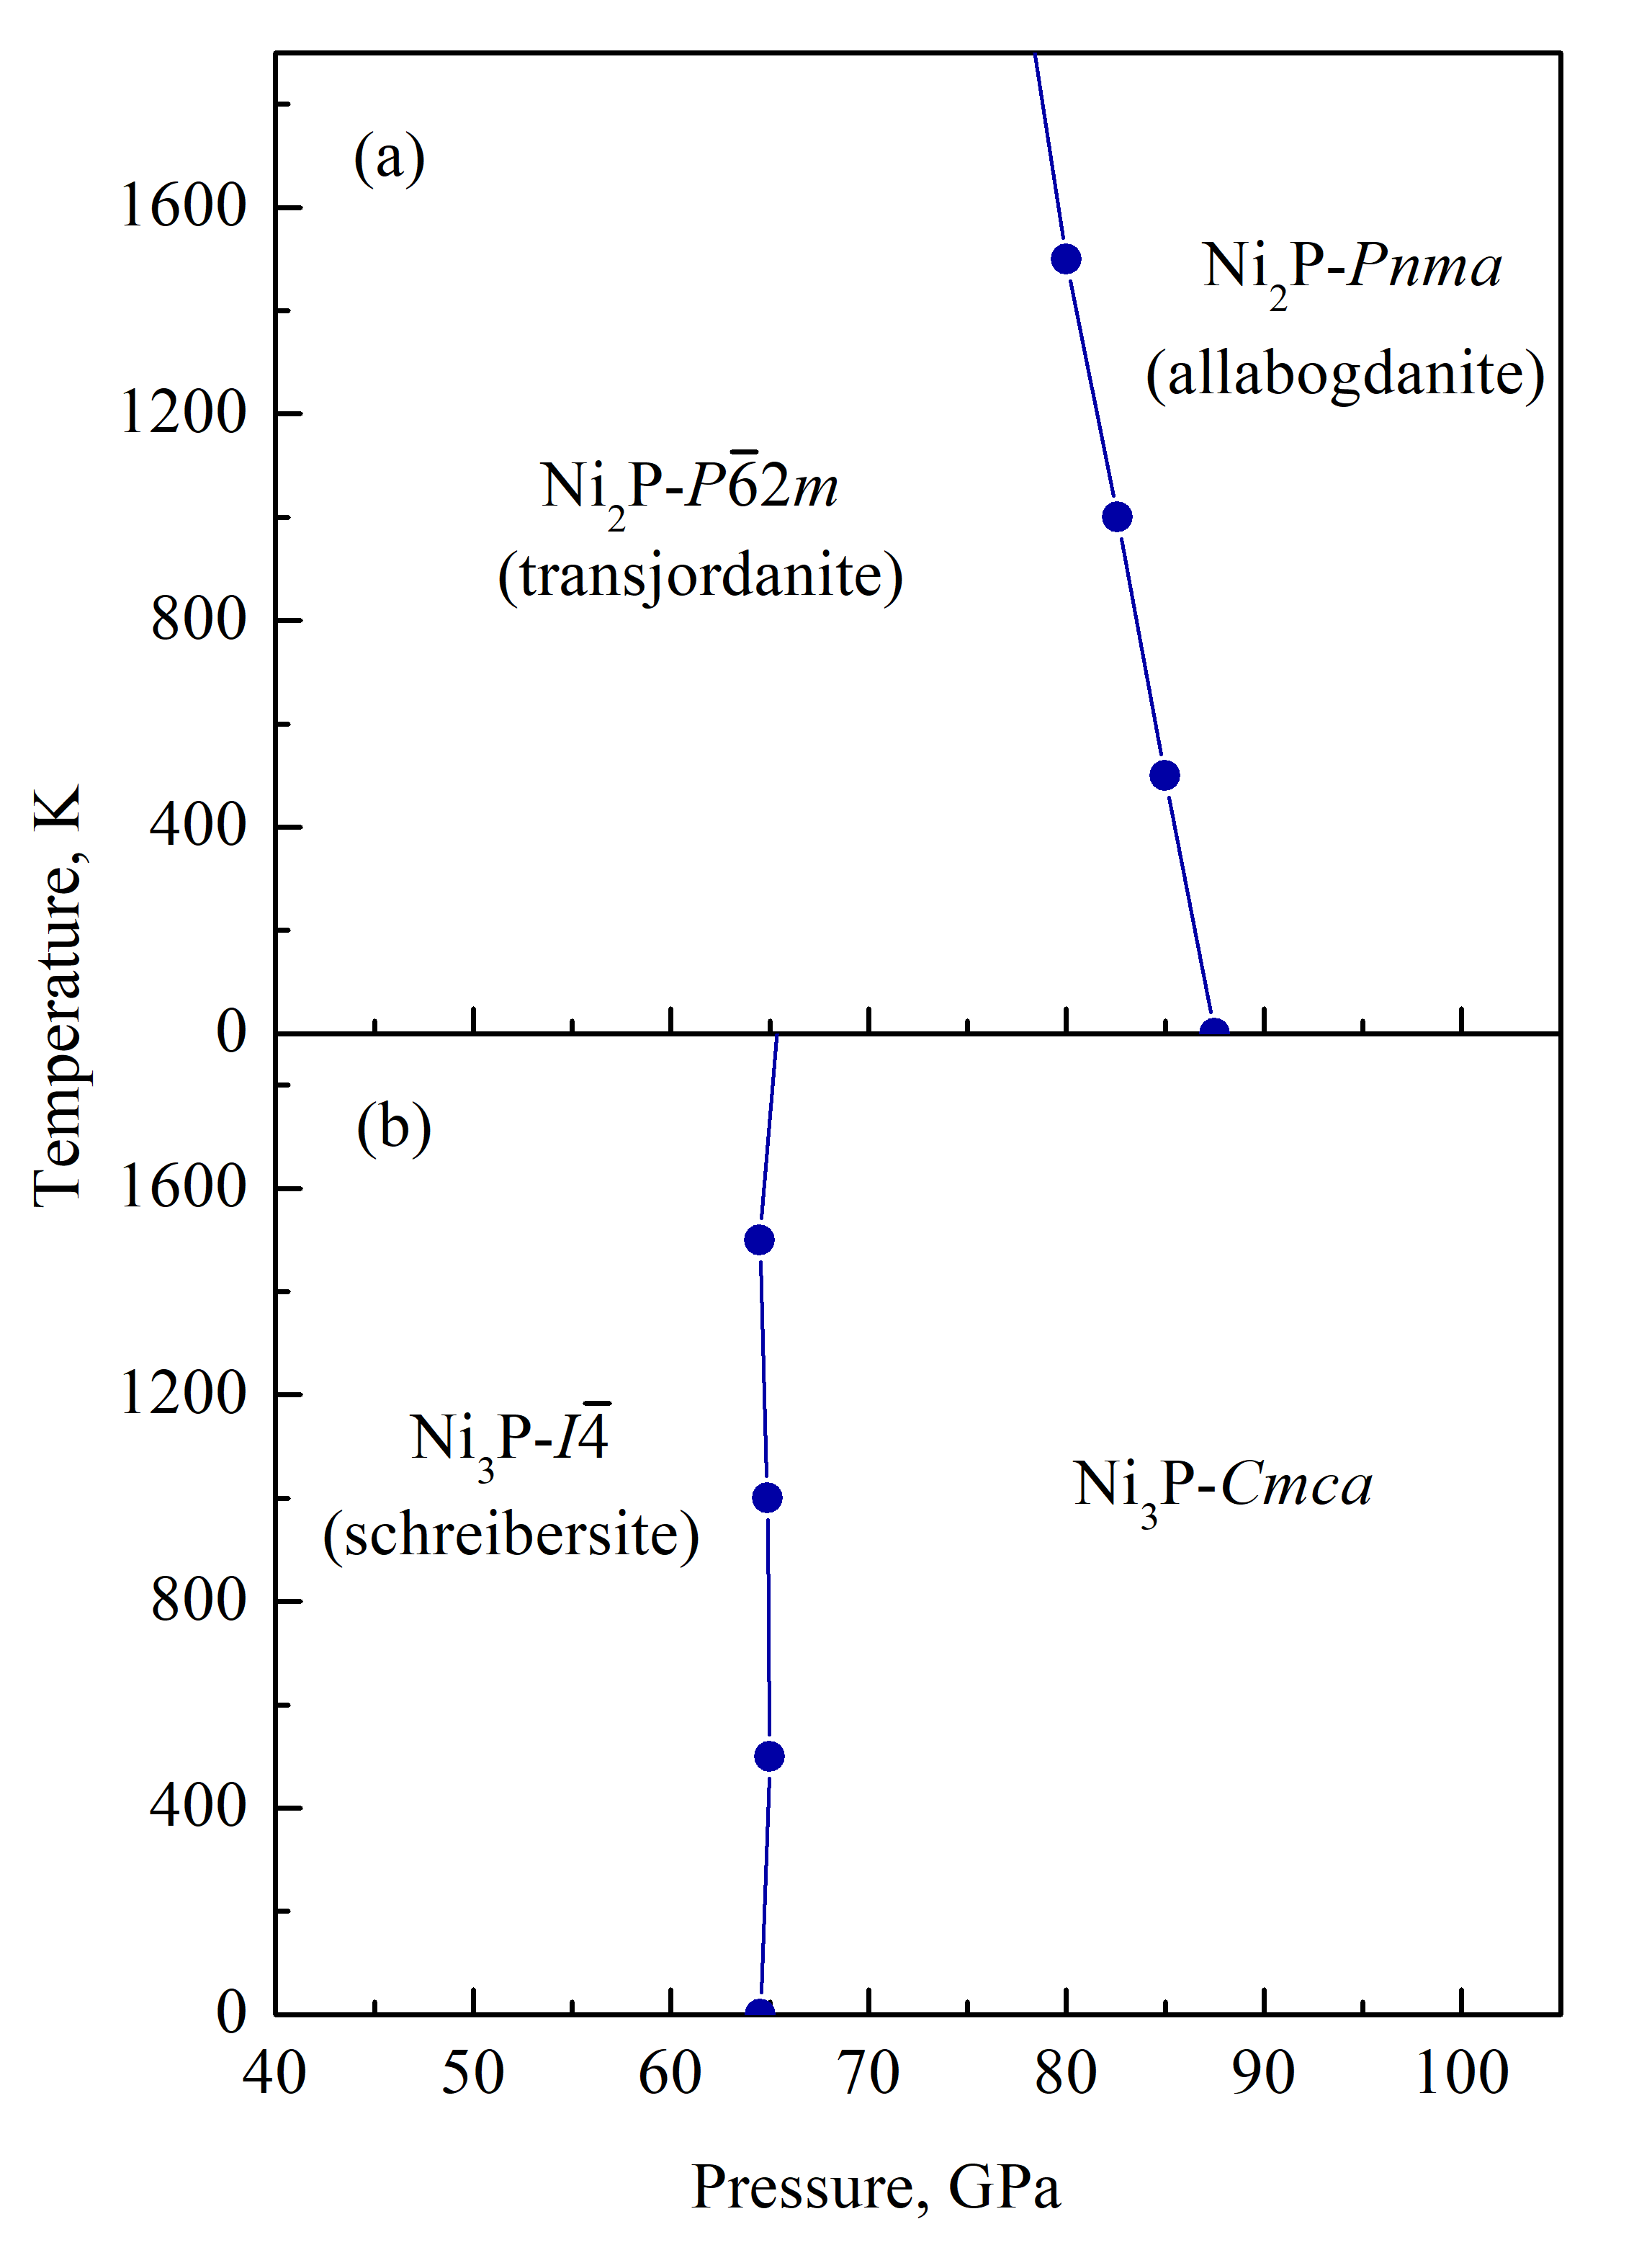 (a)
1600
Ni₂P-Pnma
(allabogdanite)
1200
Ni₂P-P6̅2m
(transjordanite)
800
400
0
Temperature, K
(b)
1600
1200
Ni₃P-I4̅
(schreibersite)
Ni₃P-Cmca
800
400
0
40 50 60 70 80 90 100
Pressure, GPa